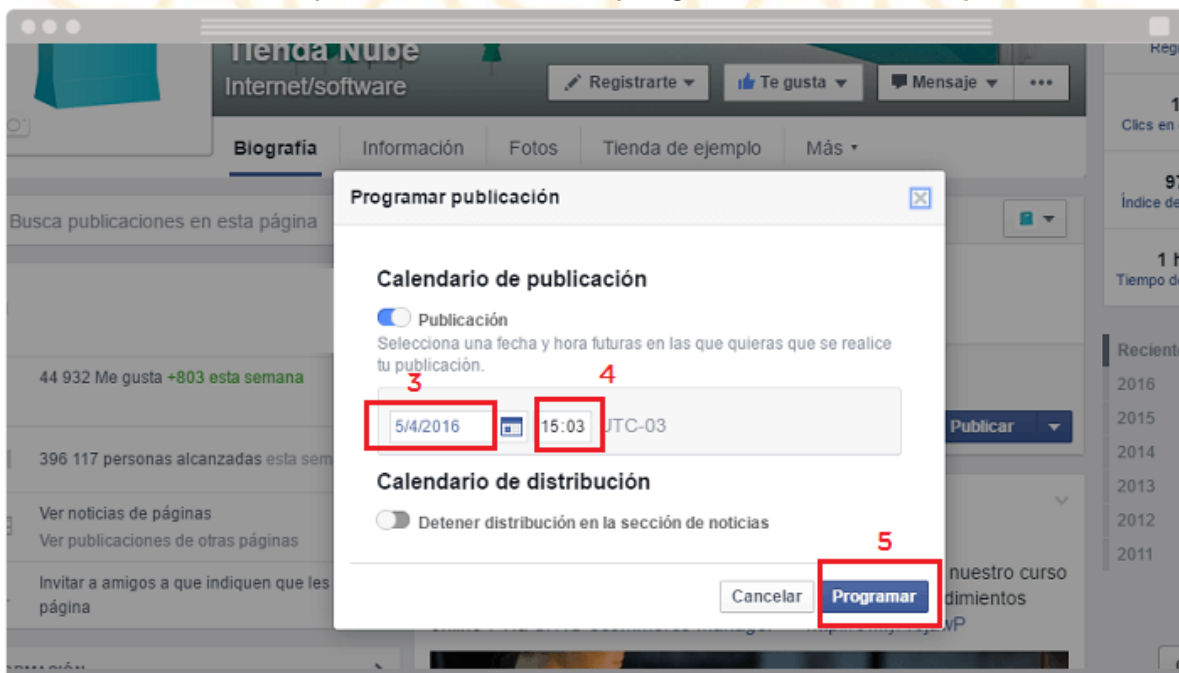 Tienda Nube
Internet/software
Registrarte
Te gusta
Mensaje
Biografía
Información
Fotos
Tienda de ejemplo
Más
Busca publicaciones en esta página
44 932 Me gusta +803 esta semana
396 117 personas alcanzadas esta sem
Ver noticias de páginas
Ver publicaciones de otras páginas
Invitar a amigos a que indiquen que les
página
Programar publicación
Calendario de publicación
Publicación
Selecciona una fecha y hora futuras en las que quieras que se realice
tu publicación.
3
4
5/4/2016
15:03
UTC-03
Calendario de distribución
Detener distribución en la sección de noticias
5
Cancelar
Programar
Publicar
nuestro curso
dimientos
Clics en
Índice de
1 h
Tiempo de
Reciente
2016
2015
2014
2013
2012
2011